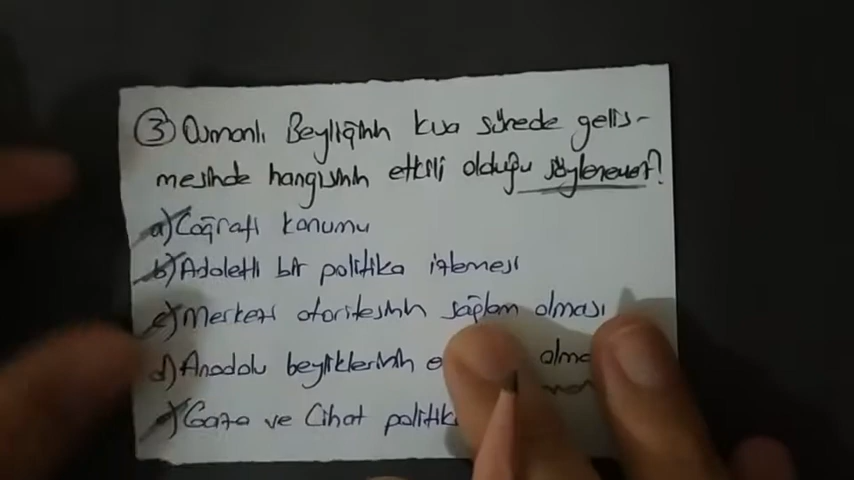 3 Osmanlı Beyliğinin kısa sürede geliş-
mesinde hangisinin etkili olduğu söylenemez?
a) Coğrafi konumu
b) Adaletli bir politika izlemesi
c) Merkezi otoritesinin sağlam olması
d) Anadolu beyliklerinin
e) Gaza ve Cihat